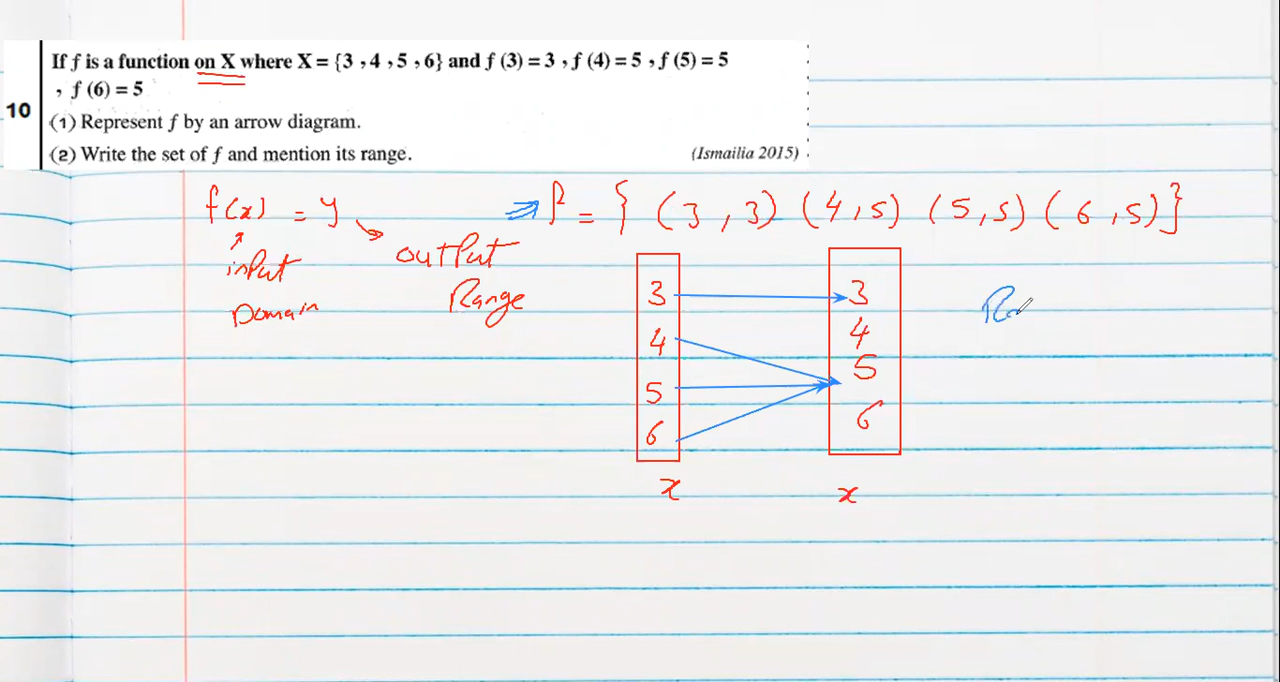 10
If f is a function on X where X = {3 , 4 , 5 , 6} and f (3) = 3 , f (4) = 5 , f (5) = 5
, f (6) = 5
(1) Represent f by an arrow diagram.
(2) Write the set of f and mention its range. (Ismailia 2015)
f(x) = y ⇒ f = { (3 , 3) (4 , 5) (5 , 5) (6 , 5) }
input output
Domain Range
3 3
4 4
5 5
6 6
x x